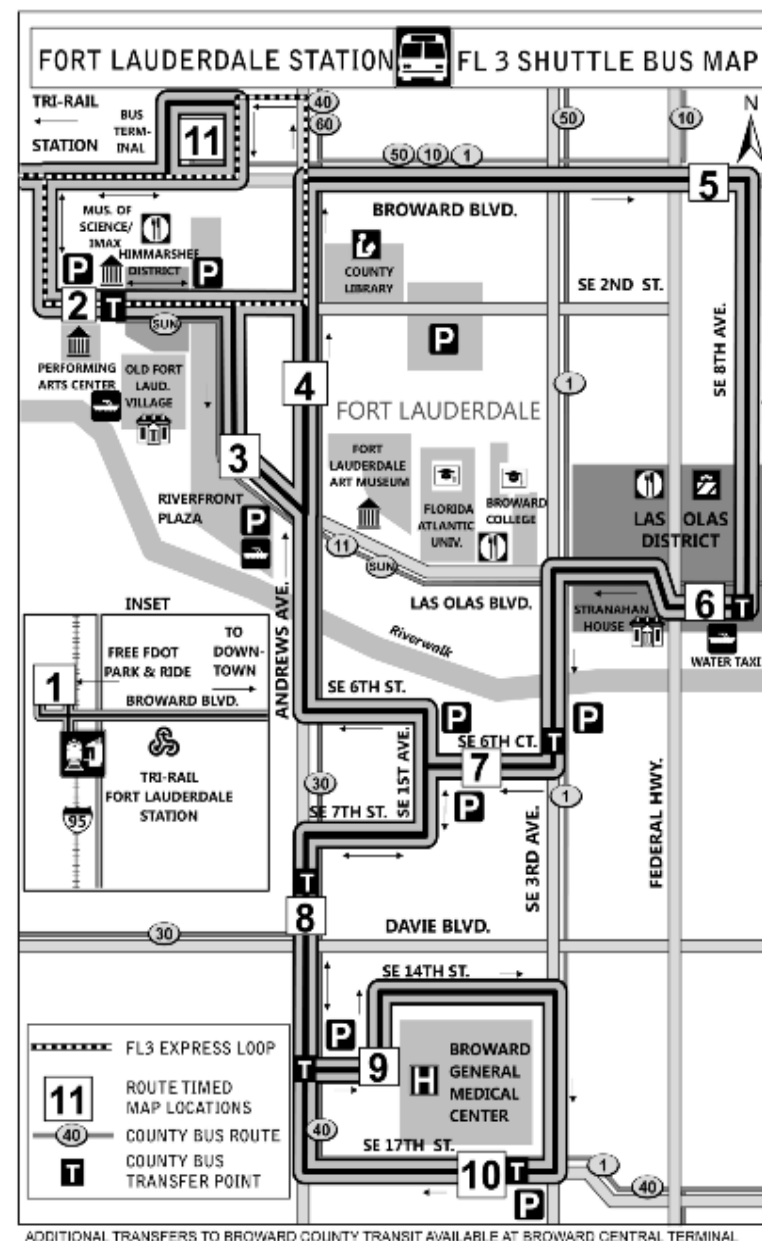 FORT LAUDERDALE STATION FL 3 SHUTTLE BUS MAP
TRI-RAIL
STATION
BUS
TERM-
INAL
11
40
60
50
10
N
50 10 1
5
BROWARD BLVD.
MUS. OF
SCIENCE/
IMAX
HIMMARSHEE
DISTRICT
P
P
COUNTY
LIBRARY
SE 2ND ST.
SE 8TH AVE.
2
T
SUN
P
PERFORMING
ARTS CENTER
OLD FORT
LAUD.
VILLAGE
4
1
FORT LAUDERDALE
3
FORT
LAUDERDALE
ART MUSEUM
FLORIDA
ATLANTIC
UNIV.
BROWARD
COLLEGE
LAS OLAS
DISTRICT
RIVERFRONT
PLAZA
P
11
SUN
LAS OLAS BLVD.
STRANAHAN
HOUSE
6
T
WATER TAXI
ANDREWS AVE.
Riverwalk
INSET
TO
DOWN-
TOWN
FREE FDOT
PARK & RIDE
1
BROWARD BLVD.
TRI-RAIL
FORT LAUDERDALE
STATION
95
SE 6TH ST.
P
P
SE 1ST AVE.
SE 6TH CT.
T
7
30
P
1
SE 7TH ST.
SE 3RD AVE.
FEDERAL HWY.
T
8
30
DAVIE BLVD.
SE 14TH ST.
P
9
T
H
BROWARD
GENERAL
MEDICAL
CENTER
40
SE 17TH ST.
10
T
P
1
40
FL3 EXPRESS LOOP
11
ROUTE TIMED
MAP LOCATIONS
40
COUNTY BUS ROUTE
T
COUNTY BUS
TRANSFER POINT
ADDITIONAL TRANSFERS TO BROWARD COUNTY TRANSIT AVAILABLE AT BROWARD CENTRAL TERMINAL